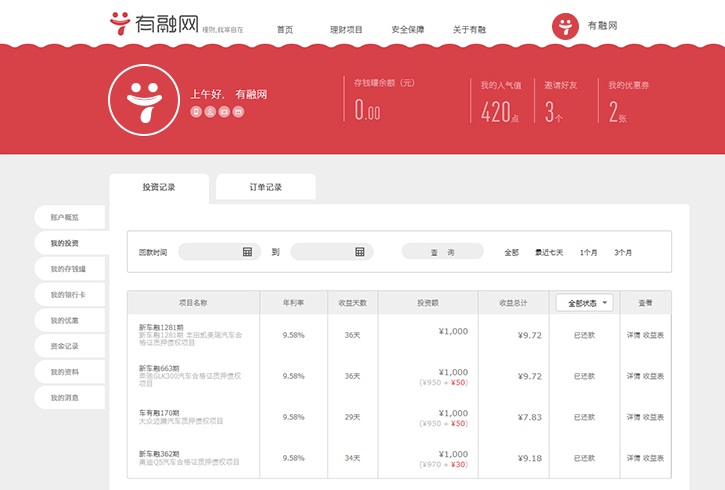 有融网 理财,我享自在
首页 理财项目 安全保障 关于有融
有融网
上午好, 有融网
存钱罐余额（元）
0.00
我的人气值
420点
邀请好友
3个
我的优惠券
2张
投资记录 订单记录
账户概览
我的投资
我的存钱罐
我的银行卡
我的优惠
资金记录
我的资料
我的消息
回款时间 到 查 询 全部 最近七天 1个月 3个月
项目名称 年利率 收益天数 投资额 收益总计 全部状态 查看
新车融1281期
新车融1281期 丰田凯美瑞汽车合
格证质押债权项目
9.58% 36天 ¥1,000 ¥9.72 已还款 详情 收益表
新车融663期
奔驰GLK300汽车合格证质押债权
项目
9.58% 36天 ¥1,000 ¥9.72 已还款 详情 收益表
(¥950 + ¥50)
车有融170期
大众迈腾汽车质押债权项目
9.58% 29天 ¥1,000 ¥7.83 已还款 详情 收益表
(¥950 + ¥50)
新车融362期
奥迪Q5汽车合格证质押债权项目
9.58% 34天 ¥1,000 ¥9.18 已还款 详情 收益表
(¥970 + ¥30)